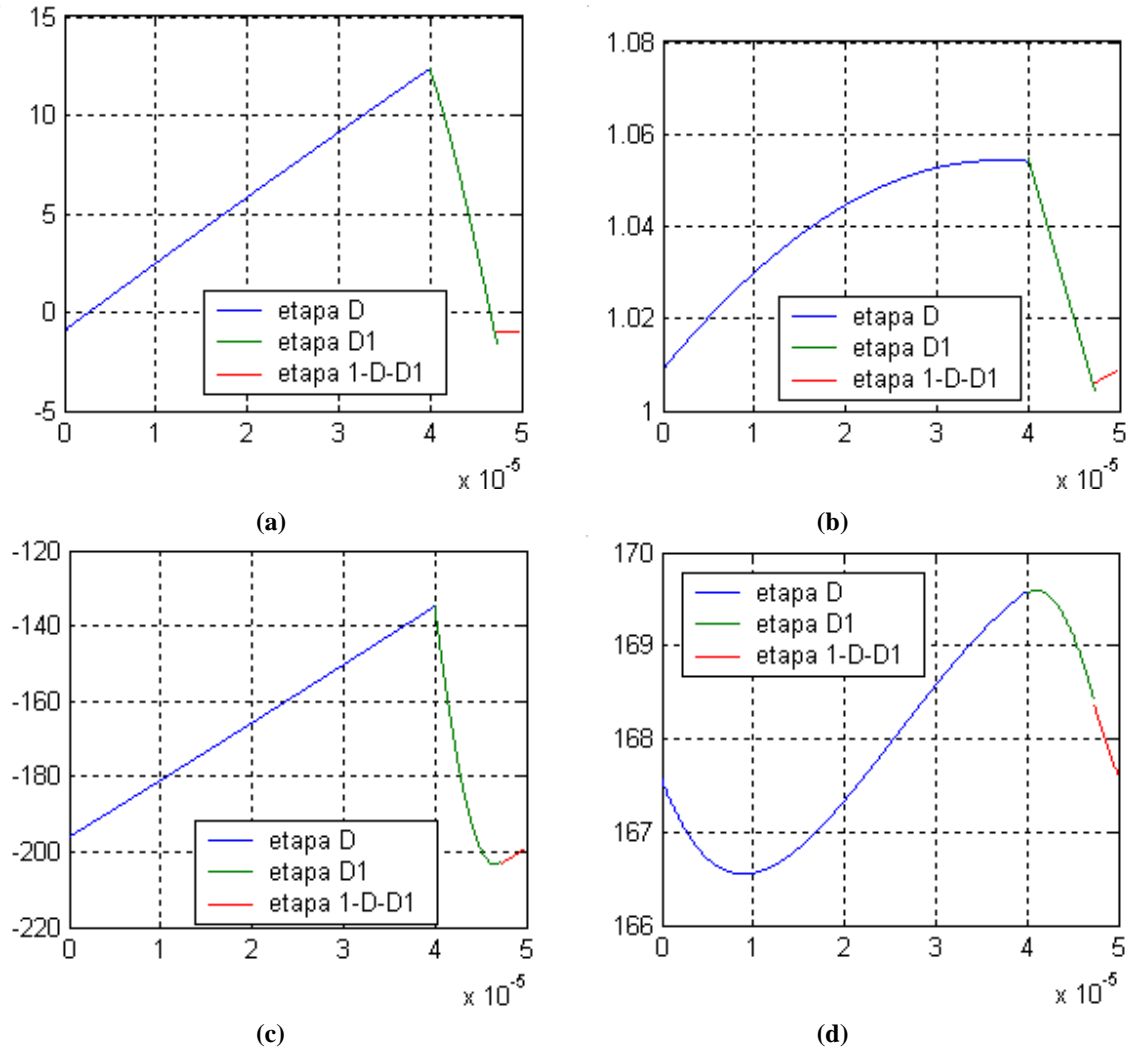 15
10
5
0
-5
etapa D
etapa D1
etapa 1-D-D1
0 1 2 3 4 5
x 10^-5
(a)
1.08
1.06
1.04
1.02
1
etapa D
etapa D1
etapa 1-D-D1
0 1 2 3 4 5
x 10^-5
(b)
-120
-140
-160
-180
-200
-220
etapa D
etapa D1
etapa 1-D-D1
0 1 2 3 4 5
x 10^-5
(c)
170
169
168
167
166
etapa D
etapa D1
etapa 1-D-D1
0 1 2 3 4 5
x 10^-5
(d)